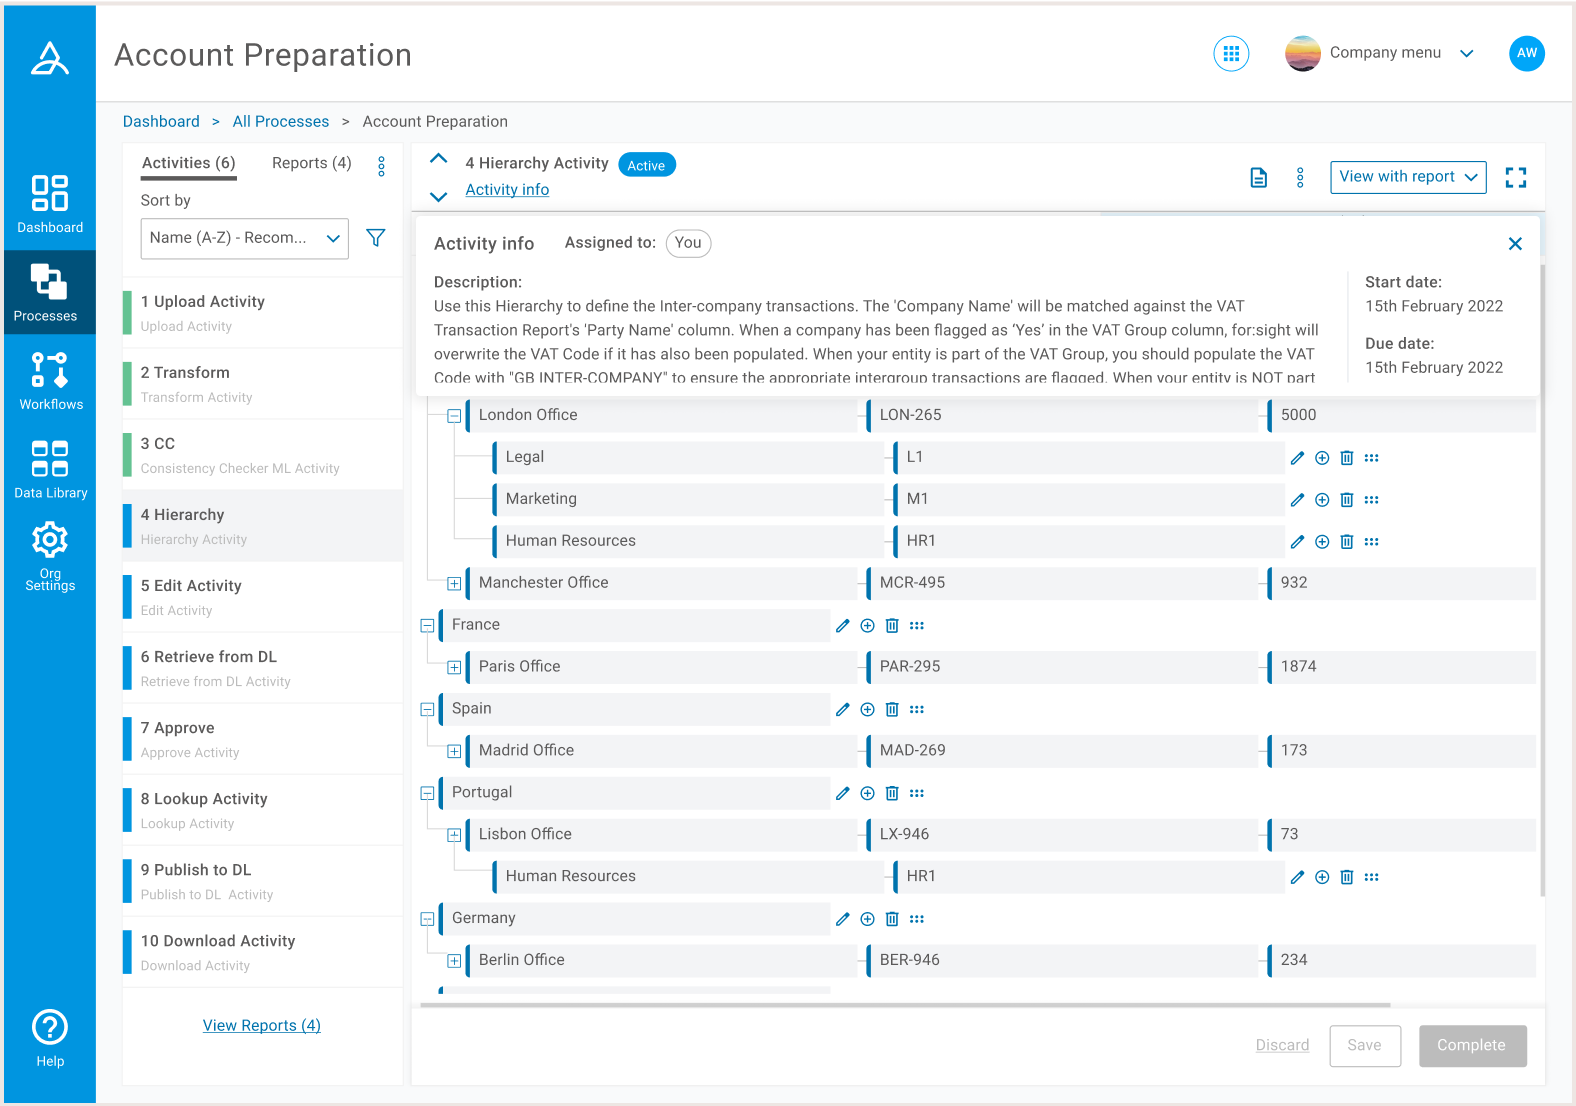 Account Preparation
Company menu
AW
Dashboard > All Processes > Account Preparation
Dashboard
Processes
Workflows
Data Library
Org
Settings
Help
Activities (6)
Reports (4)
Sort by
Name (A-Z) - Recom...
1 Upload Activity
Upload Activity
2 Transform
Transform Activity
3 CC
Consistency Checker ML Activity
4 Hierarchy
Hierarchy Activity
5 Edit Activity
Edit Activity
6 Retrieve from DL
Retrieve from DL Activity
7 Approve
Approve Activity
8 Lookup Activity
Lookup Activity
9 Publish to DL
Publish to DL Activity
10 Download Activity
Download Activity
View Reports (4)
4 Hierarchy Activity
Active
Activity info
View with report
Activity info
Assigned to: You
Description:
Use this Hierarchy to define the Inter-company transactions. The 'Company Name' will be matched against the VAT
Transaction Report's 'Party Name' column. When a company has been flagged as ‘Yes’ in the VAT Group column, for:sight will
overwrite the VAT Code if it has also been populated. When your entity is part of the VAT Group, you should populate the VAT
Code with "GB INTER-COMPANY" to ensure the appropriate intergroup transactions are flagged. When your entity is NOT part
Start date:
15th February 2022
Due date:
15th February 2022
London Office LON-265 5000
Legal L1
Marketing M1
Human Resources HR1
Manchester Office MCR-495 932
France
Paris Office PAR-295 1874
Spain
Madrid Office MAD-269 173
Portugal
Lisbon Office LX-946 73
Human Resources HR1
Germany
Berlin Office BER-946 234
Discard
Save
Complete